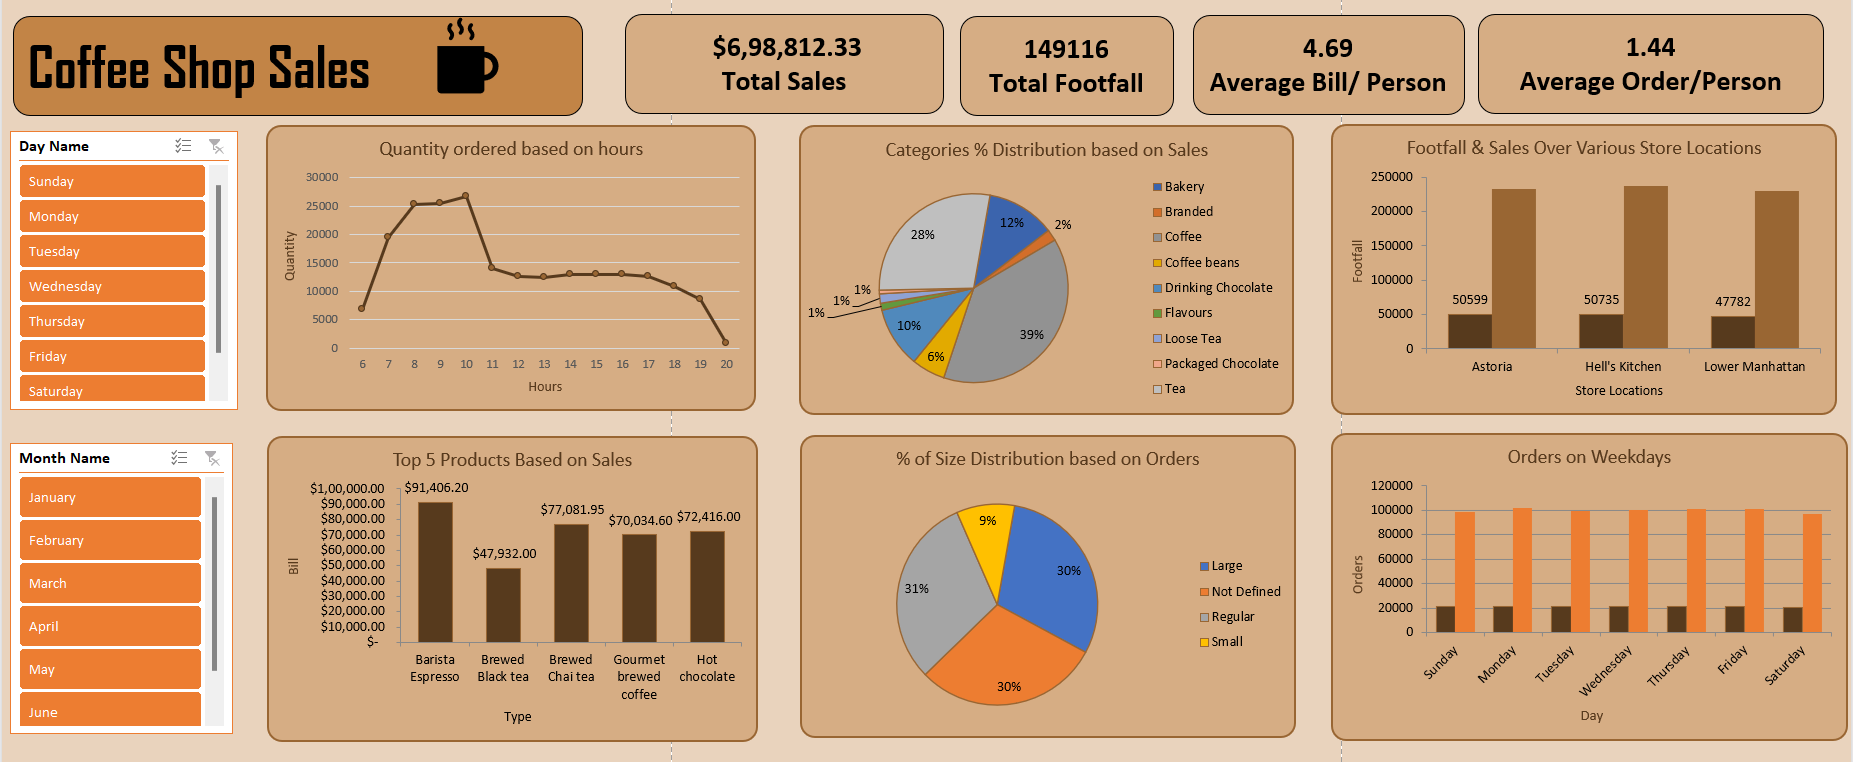 Coffee Shop Sales
$6,98,812.33
Total Sales
149116
Total Footfall
4.69
Average Bill/ Person
1.44
Average Order/Person
Day Name
Sunday
Monday
Tuesday
Wednesday
Thursday
Friday
Saturday
Quantity ordered based on hours
30000
25000
20000
15000
10000
5000
0
Quantity
6 7 8 9 10 11 12 13 14 15 16 17 18 19 20
Hours
Categories % Distribution based on Sales
12%
2%
39%
6%
10%
1%
1%
1%
28%
Bakery
Branded
Coffee
Coffee beans
Drinking Chocolate
Flavours
Loose Tea
Packaged Chocolate
Tea
Footfall & Sales Over Various Store Locations
250000
200000
150000
100000
50000
0
Footfall
50599 50735 47782
Astoria Hell's Kitchen Lower Manhattan
Store Locations
Month Name
January
February
March
April
May
June
Top 5 Products Based on Sales
$1,00,000.00
$90,000.00
$80,000.00
$70,000.00
$60,000.00
$50,000.00
$40,000.00
$30,000.00
$20,000.00
$10,000.00
$-
Bill
$91,406.20
$47,932.00
$77,081.95
$70,034.60
$72,416.00
Barista
Espresso
Brewed
Black tea
Brewed
Chai tea
Gourmet
brewed
coffee
Hot
chocolate
Type
% of Size Distribution based on Orders
9%
30%
31%
30%
Large
Not Defined
Regular
Small
Orders on Weekdays
120000
100000
80000
60000
40000
20000
0
Orders
Sunday
Monday
Tuesday
Wednesday
Thursday
Friday
Saturday
Day